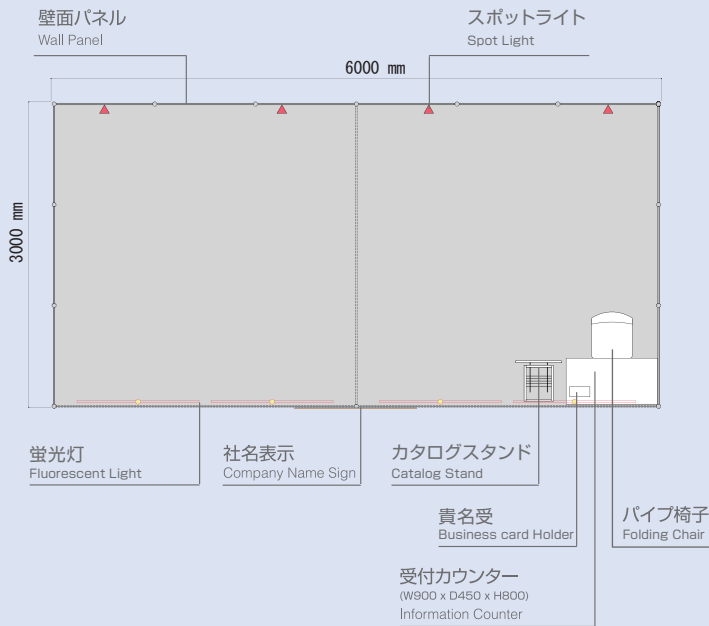 壁面パネル
Wall Panel
スポットライト
Spot Light
6000 mm
3000 mm
蛍光灯
Fluorescent Light
社名表示
Company Name Sign
カタログスタンド
Catalog Stand
貴名受
Business card Holder
パイプ椅子
Folding Chair
受付カウンター
(W900 x D450 x H800)
Information Counter